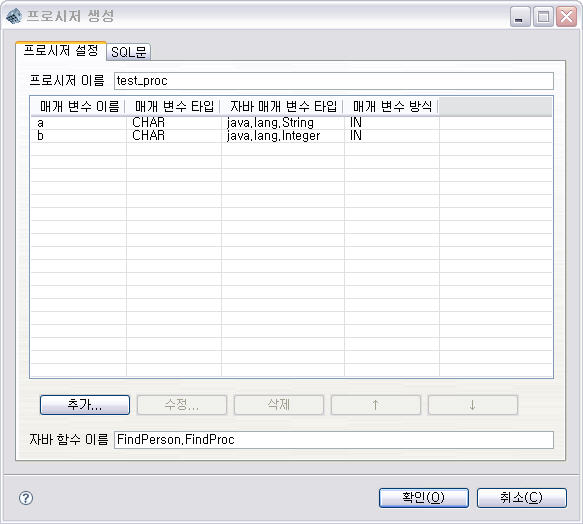 프로시저 생성
프로시저 설정 SQL문
프로시저 이름 test_proc
매개 변수 이름 매개 변수 타입 자바 매개 변수 타입 매개 변수 방식
a CHAR java.lang.String IN
b CHAR java.lang.Integer IN
추가... 수정... 삭제 ↑ ↓
자바 함수 이름 FindPerson.FindProc
? 확인(O) 취소(C)